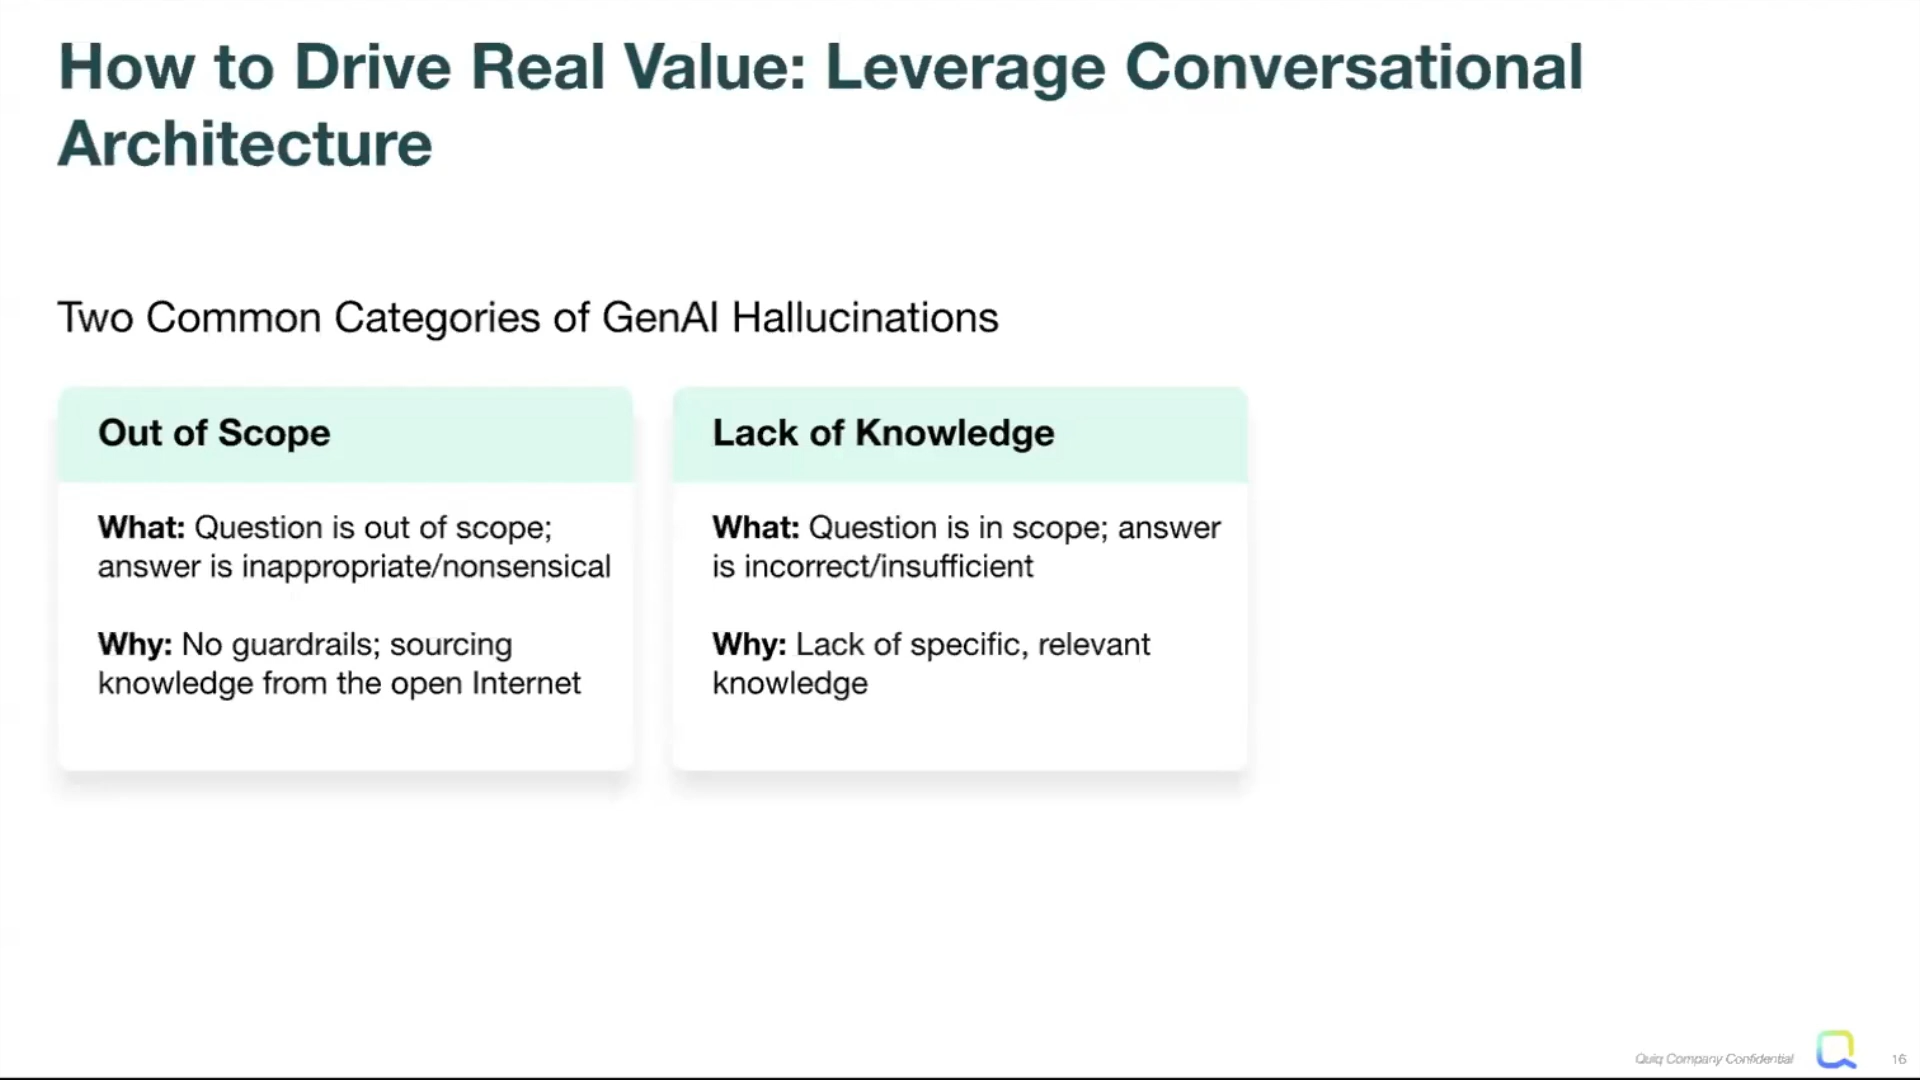 How to Drive Real Value: Leverage Conversational
Architecture
Two Common Categories of GenAI Hallucinations
Out of Scope
What: Question is out of scope;
answer is inappropriate/nonsensical
Why: No guardrails; sourcing
knowledge from the open Internet
Lack of Knowledge
What: Question is in scope; answer
is incorrect/insufficient
Why: Lack of specific, relevant
knowledge
Quiq Company Confidential
16